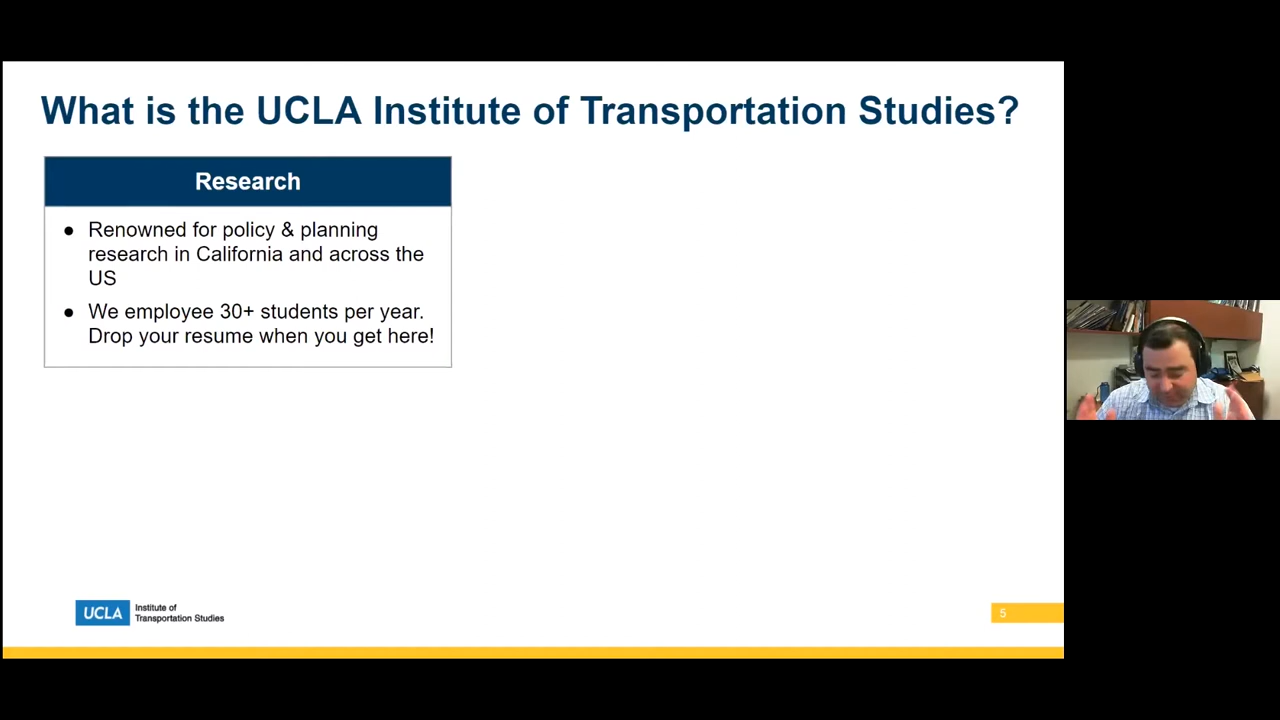 What is the UCLA Institute of Transportation Studies?
Research
● Renowned for policy & planning
research in California and across the
US
● We employee 30+ students per year.
Drop your resume when you get here!
UCLA
Institute of
Transportation Studies
5